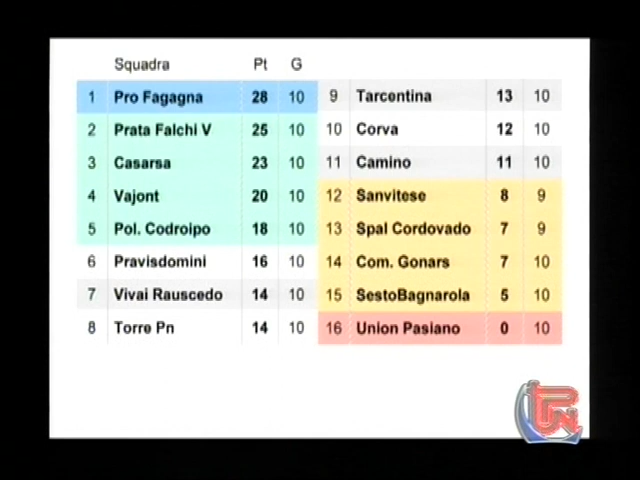 Squadra Pt G
1 Pro Fagagna 28 10
2 Prata Falchi V 25 10
3 Casarsa 23 10
4 Vajont 20 10
5 Pol. Codroipo 18 10
6 Pravisdomini 16 10
7 Vivai Rauscedo 14 10
8 Torre Pn 14 10
9 Tarcentina 13 10
10 Corva 12 10
11 Camino 11 10
12 Sanvitese 8 9
13 Spal Cordovado 7 9
14 Com. Gonars 7 10
15 SestoBagnarola 5 10
16 Union Pasiano 0 10
TPN